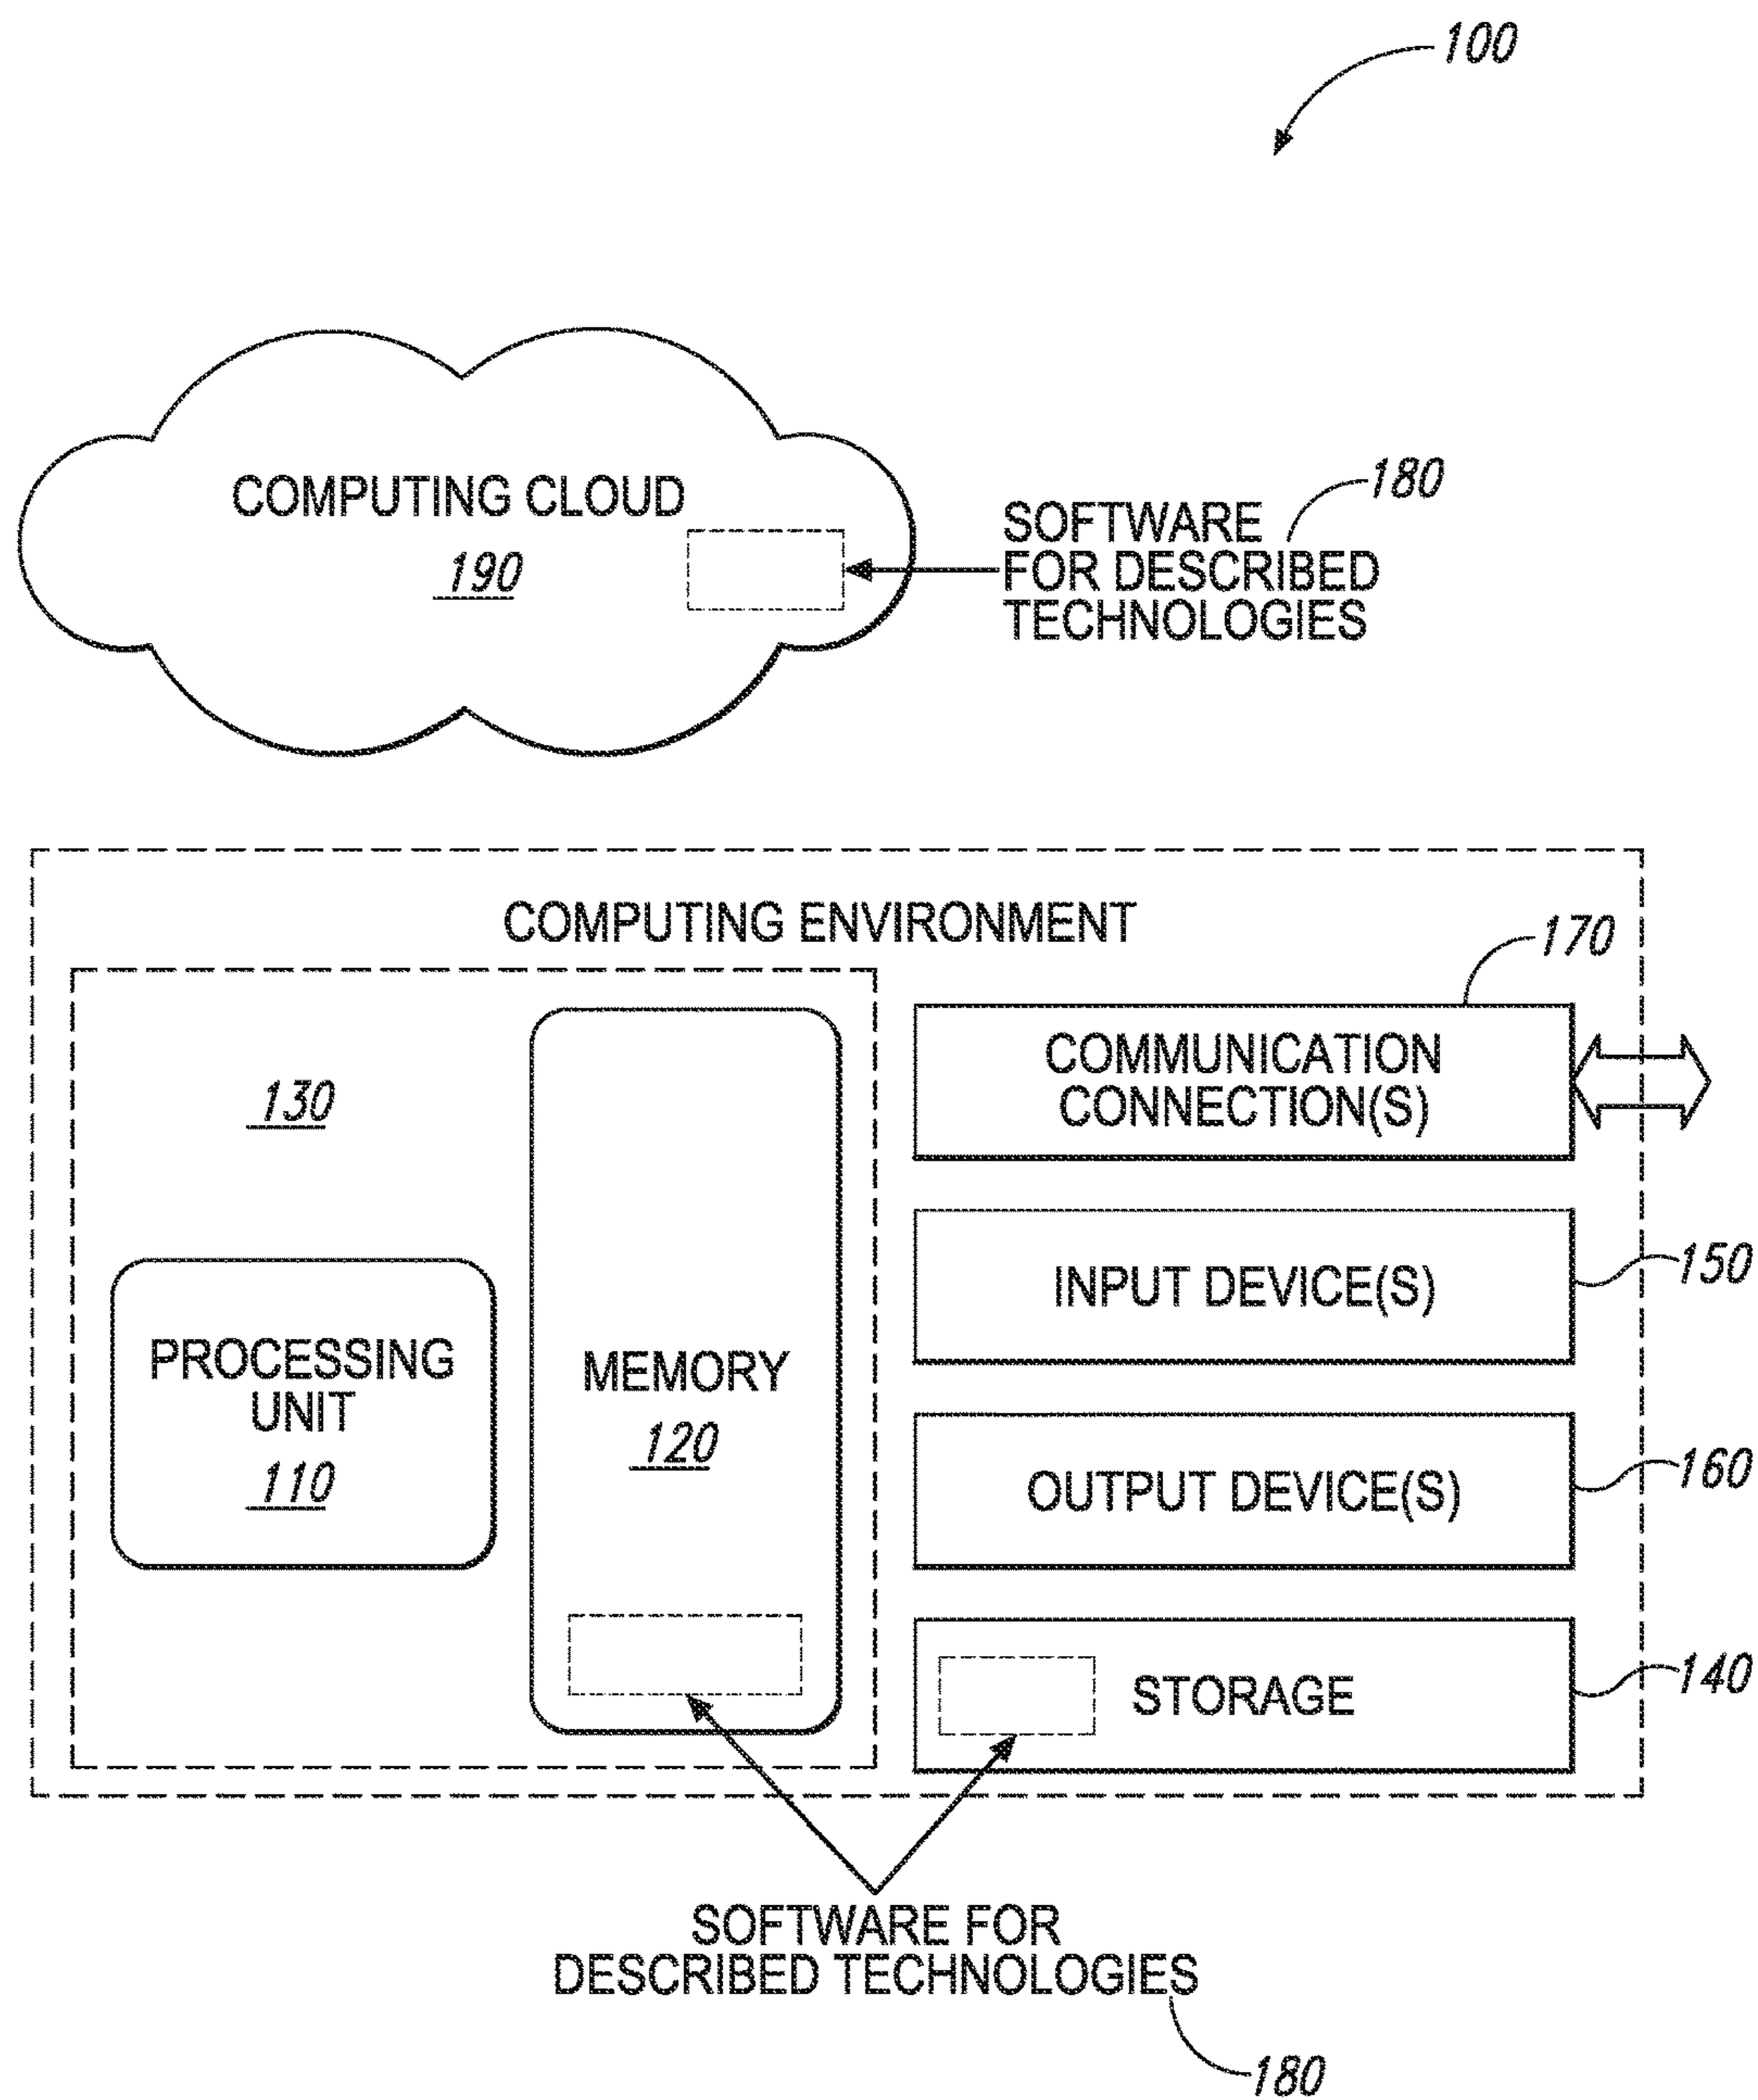 100
COMPUTING CLOUD
190
180
SOFTWARE
FOR DESCRIBED
TECHNOLOGIES
COMPUTING ENVIRONMENT
170
130
COMMUNICATION
CONNECTION(S)
INPUT DEVICE(S)
150
PROCESSING
UNIT
110
MEMORY
120
OUTPUT DEVICE(S)
160
STORAGE
140
SOFTWARE FOR
DESCRIBED TECHNOLOGIES
180